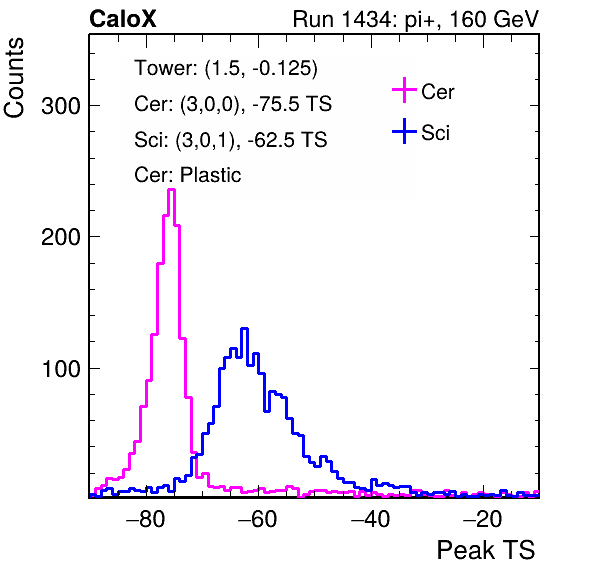 CaloX Run 1434: pi+, 160 GeV
Counts
Tower: (1.5, -0.125)
Cer: (3,0,0), -75.5 TS
Sci: (3,0,1), -62.5 TS
Cer: Plastic
Cer
Sci
300
200
100
−80 −60 −40 −20
Peak TS